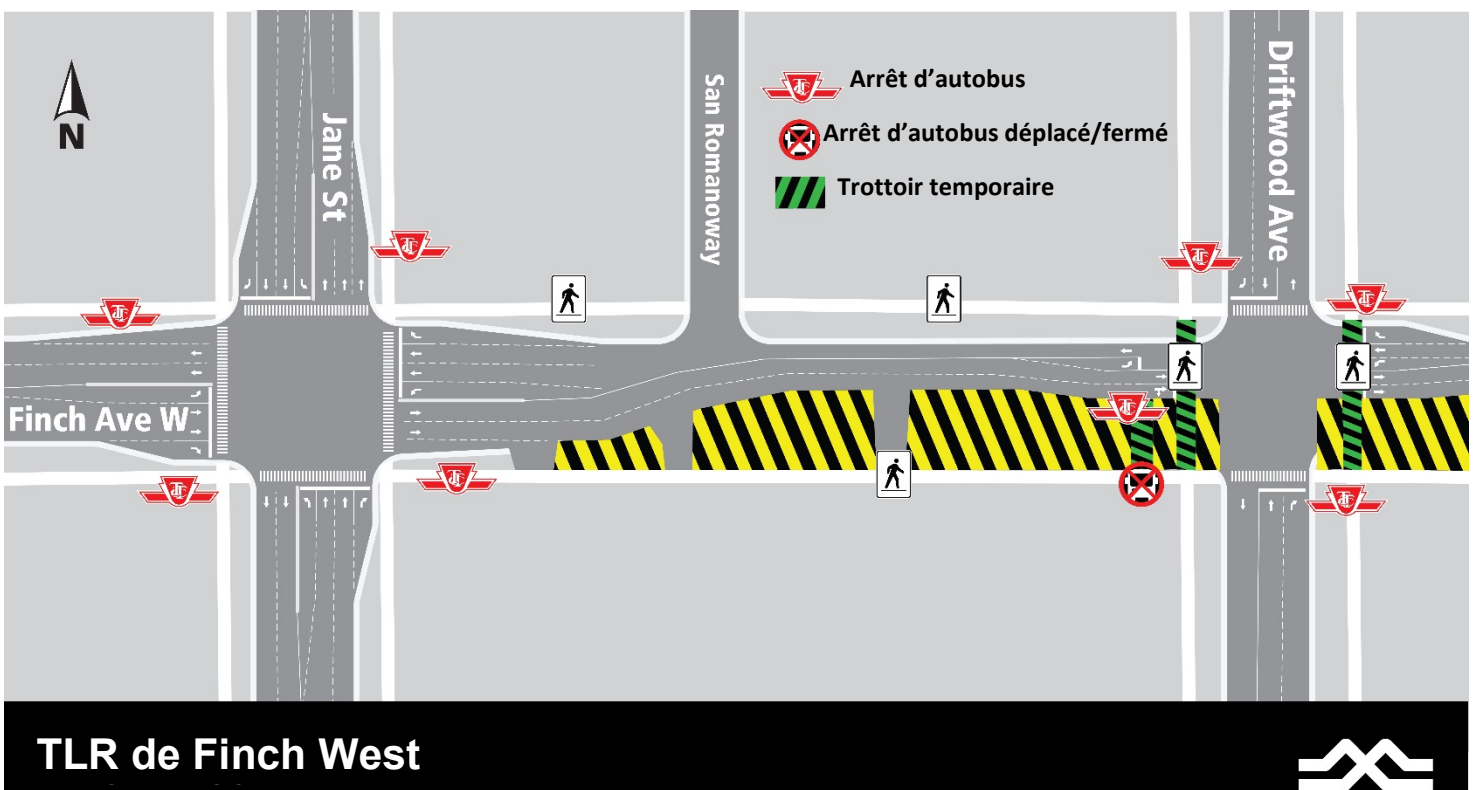 Arrêt d'autobus
Arrêt d'autobus déplacé/fermé
Trottoir temporaire
N
Jane St
San Romanoway
Driftwood Ave
Finch Ave W
TLR de Finch West